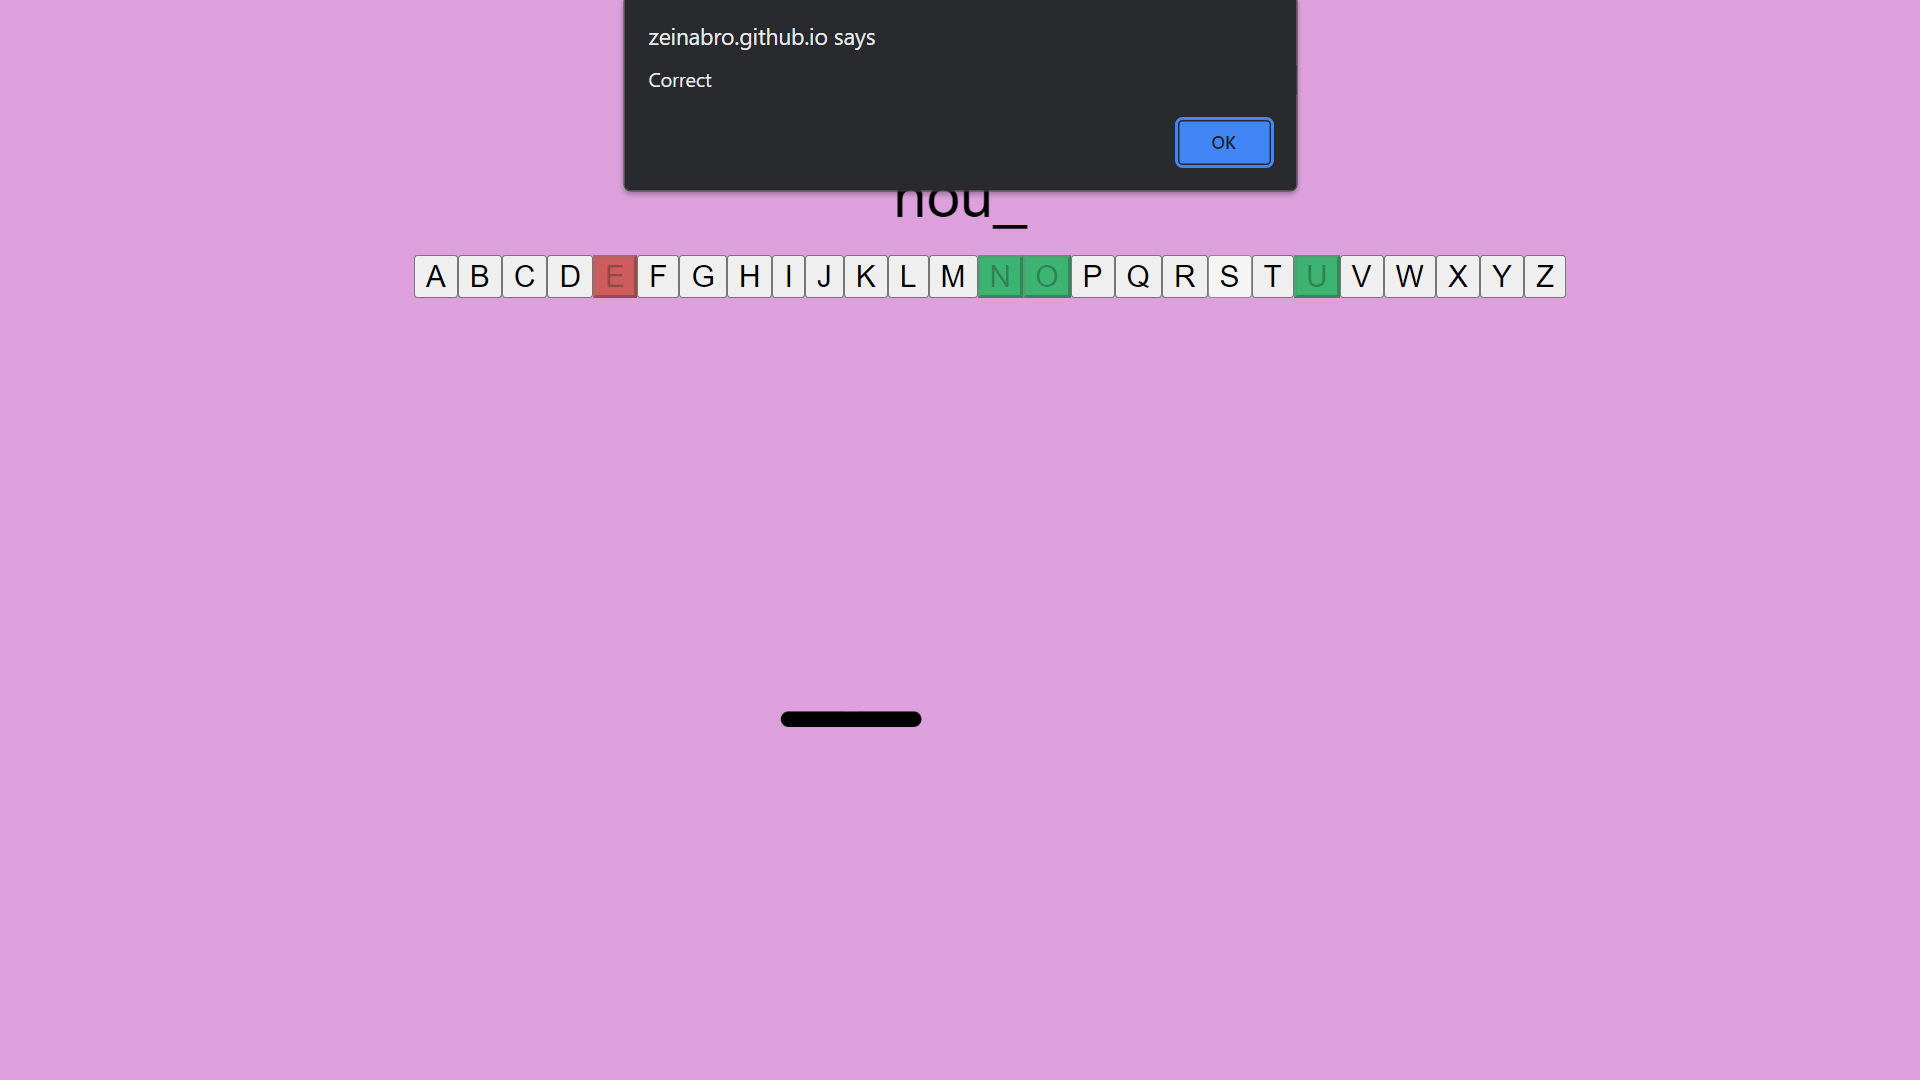 zeinabro.github.io says
Correct
OK
nou_
A B C D E F G H I J K L M N O P Q R S T U V W X Y Z